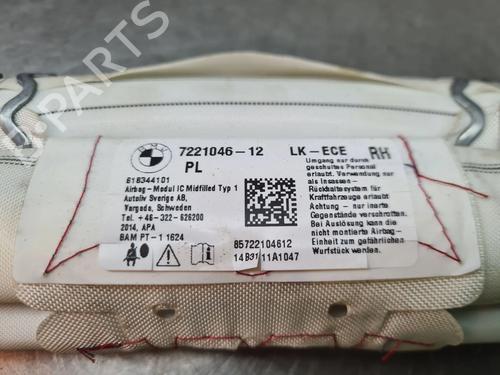 BMW
7221046-12
PL
616344101
Airbag-Modul IC Midfilled Typ 1
Autoliv Sverige AB,
Vargada, Schweden
Tel. +46-322-626200
2014, APA
BAM PT-1 1624
85722104612
14B3111A1047
LK-ECE
RH
Umgang nur durch
geschultes Personal
erlaubt. Verwendung nur
als Insassen-
Rückhaltesystem für
Kraftfahrzeuge erlaubt
Achtung - nur inerte
Gegenstände verschrotten.
Bei Auslösung kann die
nicht montierte Airbag-
Einheit zum gefährlichen
Wurfstück werden.
B-PARTS